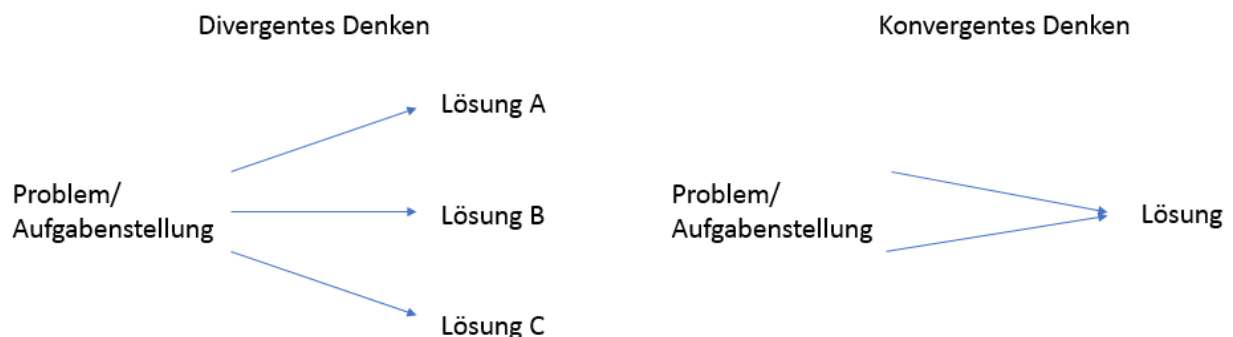 Divergentes Denken
Lösung A
Problem/
Aufgabenstellung
Lösung B
Lösung C
Konvergentes Denken
Problem/
Aufgabenstellung
Lösung